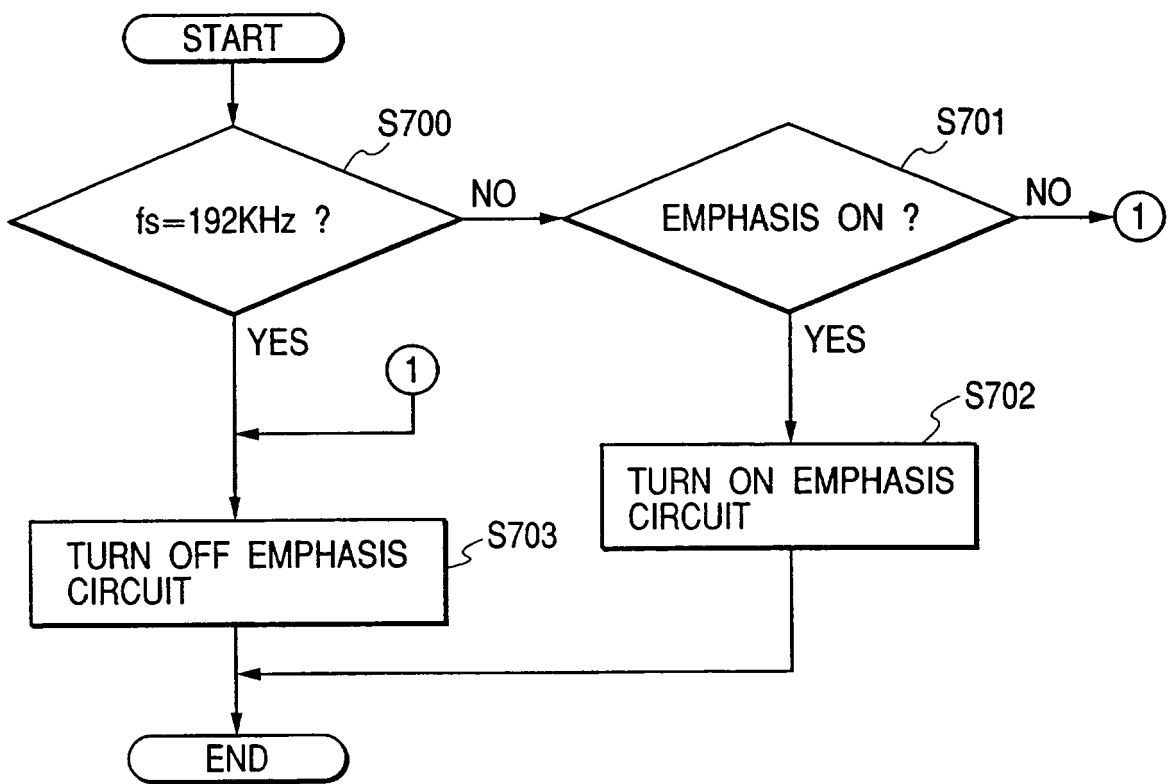 START
S700
fs=192KHz ?
NO
S701
EMPHASIS ON ?
NO
1
YES
1
YES
S702
TURN ON EMPHASIS
CIRCUIT
S703
TURN OFF EMPHASIS
CIRCUIT
END